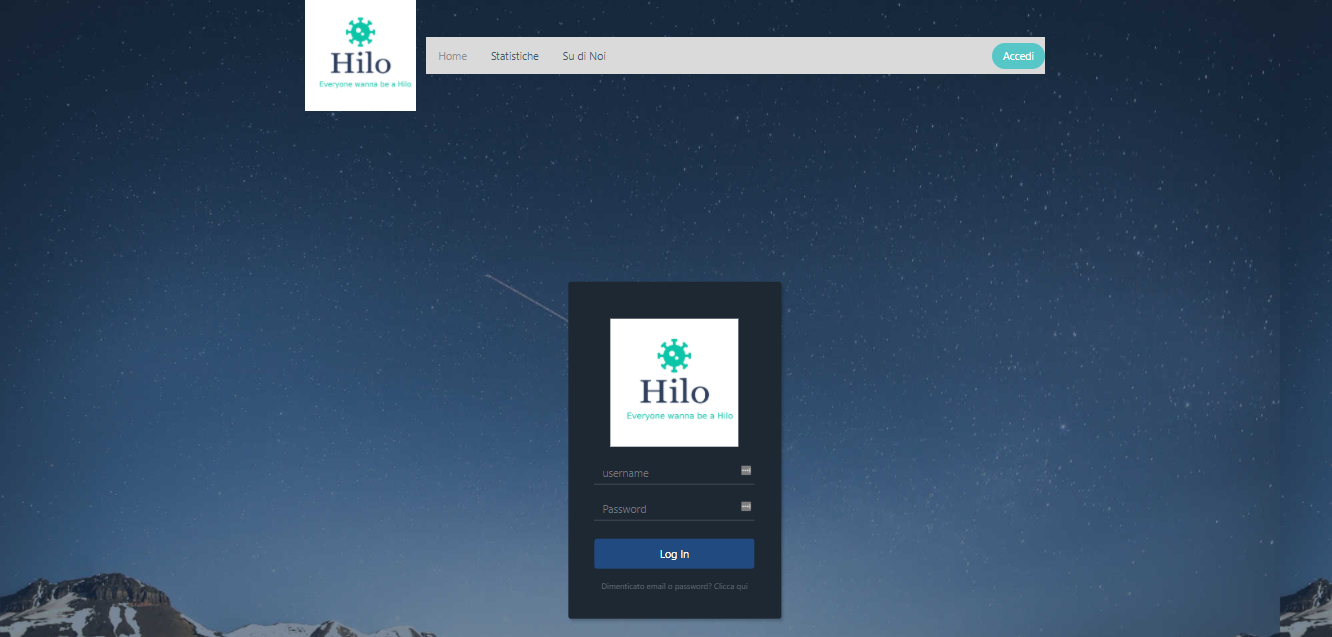 Hilo
Everyone wanna be a Hilo
Home Statistiche Su di Noi Accedi
Hilo
Everyone wanna be a Hilo
username
Password
Log In
Dimenticato email o password? Clicca qui